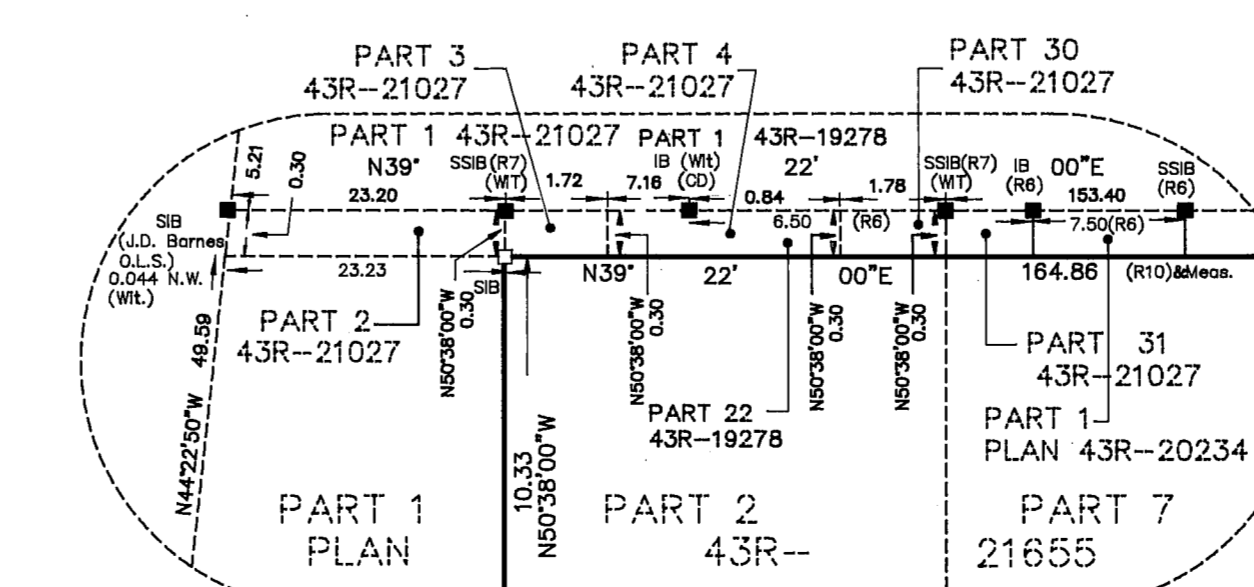 PART 3
43R--21027
PART 4
43R--21027
PART 30
43R--21027
PART 1 43R--21027
PART 1 43R--19278
N39° 22' 00"E
5.21
0.30
23.20
SSIB(R7)
(WIT)
1.72
7.16
IB (Wit)
(CD)
0.84
1.78
SSIB(R7)
(WIT)
IB
(R6)
153.40
SSIB
(R6)
6.50 (R6)
7.50(R6)
SIB
(J.D. Barnes
O.L.S.)
0.044 N.W.
(Wit.)
23.23
SIB
N39° 22' 00"E
164.86 (R10)&Meas.
N50°38'00"W
0.30
N50°38'00"W
0.30
N50°38'00"W
0.30
N50°38'00"W
0.30
PART 2
43R--21027
49.59
N44°22'50"W
PART 31
43R--21027
PART 22
43R--19278
PART 1
PLAN 43R--20234
10.33
N50°38'00"W
PART 1
PART 2
PART 7
PLAN 43R-- 21655